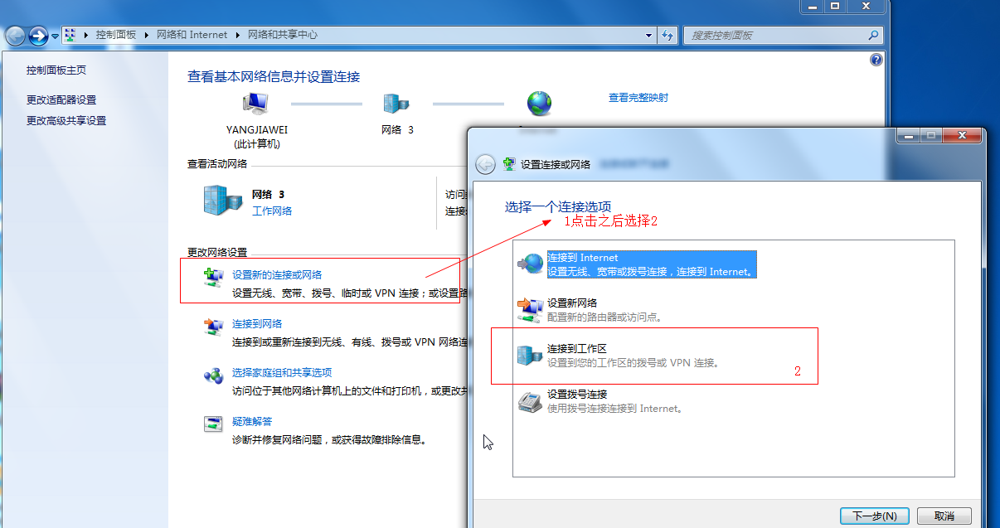 控制面板 ▸ 网络和 Internet ▸ 网络和共享中心
搜索控制面板
控制面板主页
更改适配器设置
更改高级共享设置
查看基本网络信息并设置连接
查看完整映射
YANGJIAWEI
(此计算机)
网络 3
查看活动网络
网络 3
工作网络
访问
连接
更改网络设置
设置新的连接或网络
设置无线、宽带、拨号、临时或 VPN 连接；或设置路
连接到网络
连接到或重新连接到无线、有线、拨号或 VPN 网络连
选择家庭组和共享选项
访问位于其他网络计算机上的文件和打印机，或更改共
疑难解答
诊断并修复网络问题，或获得故障排除信息。
设置连接或网络
选择一个连接选项
1点击之后选择2
连接到 Internet
设置无线、宽带或拨号连接，连接到 Internet。
设置新网络
配置新的路由器或访问点。
连接到工作区
设置到您的工作区的拨号或 VPN 连接。
2
设置拨号连接
使用拨号连接连接到 Internet。
下一步(N)
取消